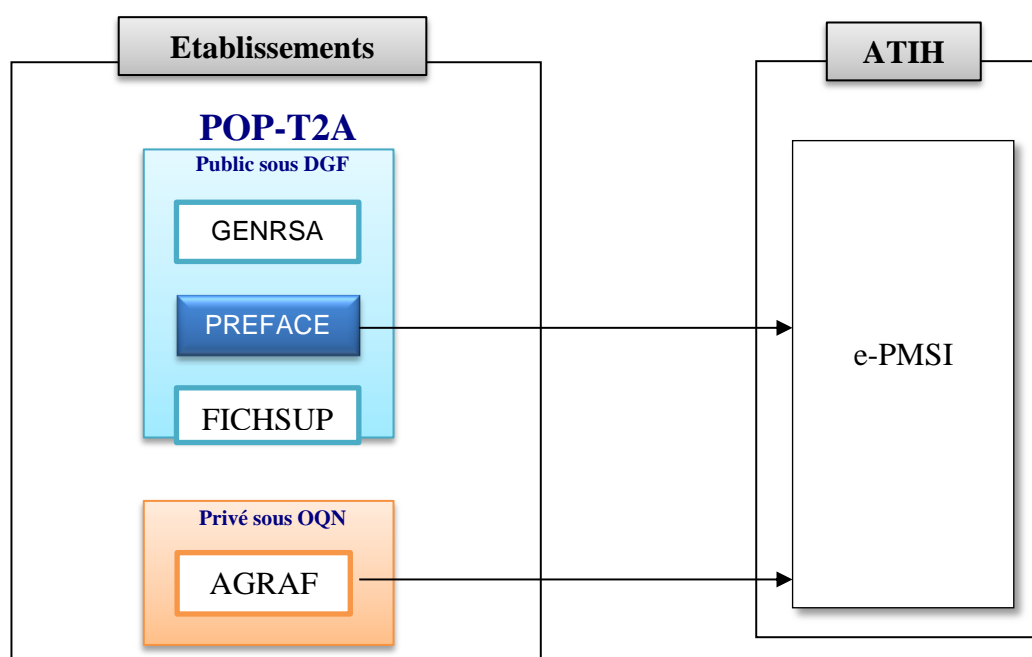 Etablissements
ATIH
POP-T2A
Public sous DGF
GENRSA
PREFACE
e-PMSI
FICHSUP
Privé sous OQN
AGRAF